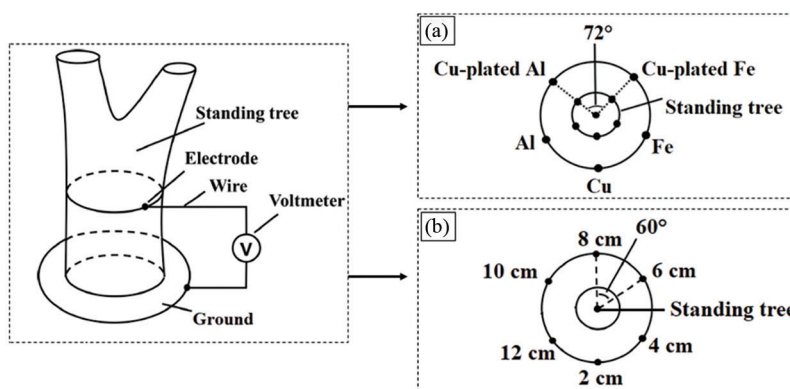 Standing tree
Electrode
Wire
Voltmeter
V
Ground
(a)
72°
Cu-plated Al
Cu-plated Fe
Standing tree
Al
Fe
Cu
(b)
60°
8 cm
10 cm
6 cm
Standing tree
12 cm
4 cm
2 cm